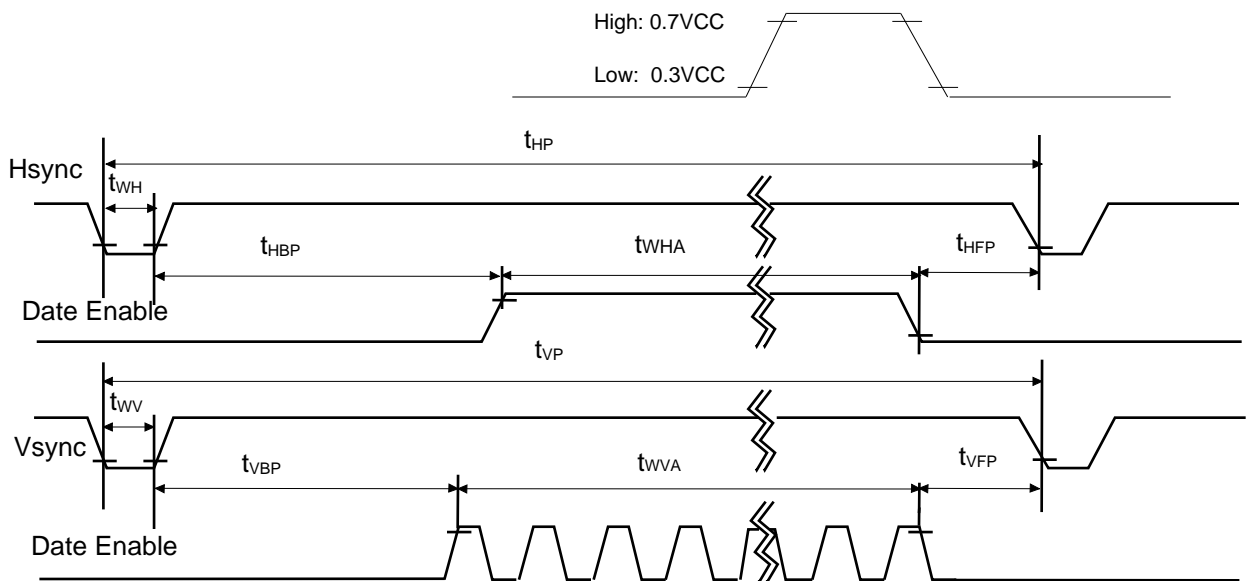 High: 0.7VCC
Low: 0.3VCC
tHP
Hsync
tWH
tHBP
tWHA
tHFP
Date Enable
tVP
tWV
Vsync
tVBP
tWVA
tVFP
Date Enable